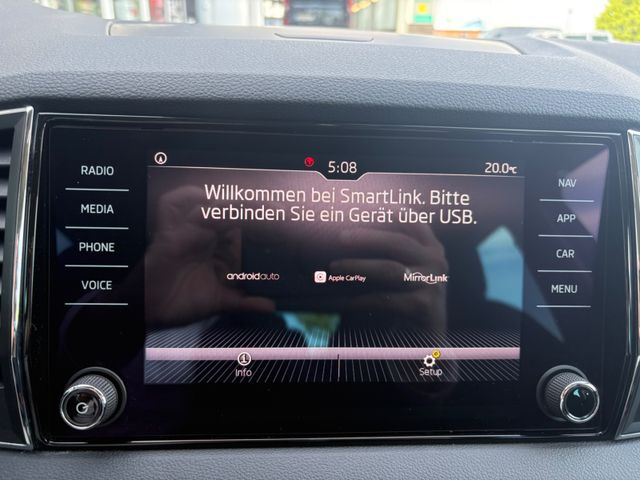 RADIO
MEDIA
PHONE
VOICE
5:08
20.0°C
Willkommen bei SmartLink. Bitte
verbinden Sie ein Gerät über USB.
androidauto
Apple CarPlay
MirrorLink
Info
Setup
NAV
APP
CAR
MENU